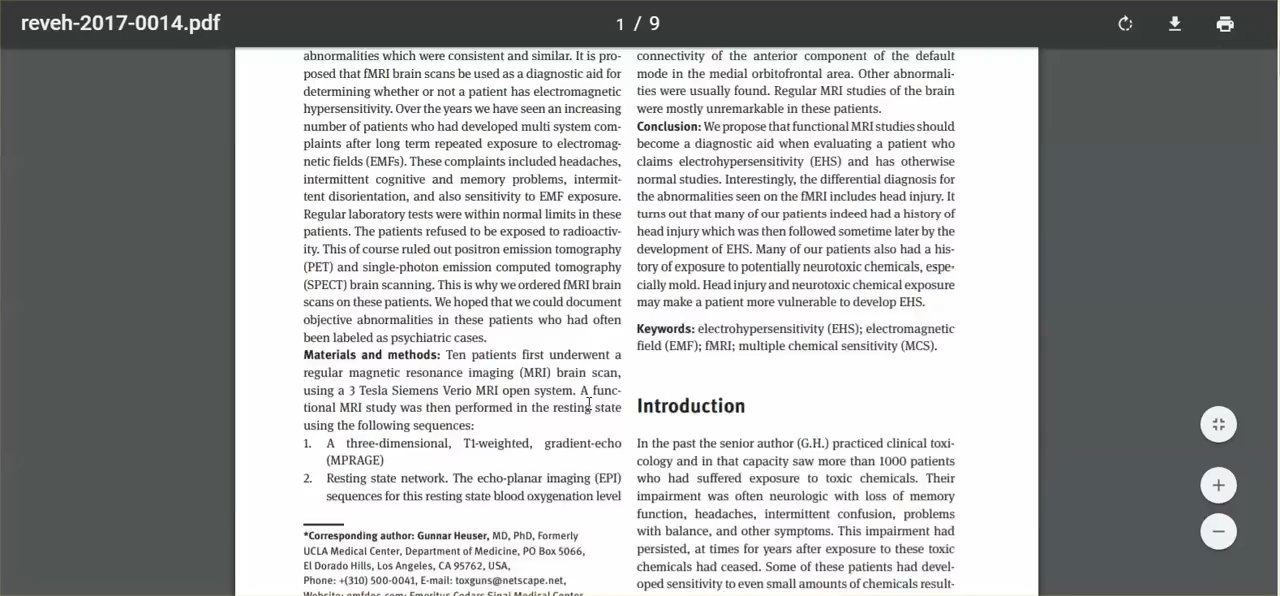 reveh-2017-0014.pdf
1 / 9
abnormalities which were consistent and similar. It is pro-
posed that fMRI brain scans be used as a diagnostic aid for
determining whether or not a patient has electromagnetic
hypersensitivity. Over the years we have seen an increasing
number of patients who had developed multi system com-
plaints after long term repeated exposure to electromag-
netic fields (EMFs). These complaints included headaches,
intermittent cognitive and memory problems, intermit-
tent disorientation, and also sensitivity to EMF exposure.
Regular laboratory tests were within normal limits in these
patients. The patients refused to be exposed to radioactiv-
ity. This of course ruled out positron emission tomography
(PET) and single-photon emission computed tomography
(SPECT) brain scanning. This is why we ordered fMRI brain
scans on these patients. We hoped that we could document
objective abnormalities in these patients who had often
been labeled as psychiatric cases.
Materials and methods: Ten patients first underwent a
regular magnetic resonance imaging (MRI) brain scan,
using a 3 Tesla Siemens Verio MRI open system. A func-
tional MRI study was then performed in the resting state
using the following sequences:
1. A three-dimensional, T1-weighted, gradient-echo
(MPRAGE)
2. Resting state network. The echo-planar imaging (EPI)
sequences for this resting state blood oxygenation level
*Corresponding author: Gunnar Heuser, MD, PhD, Formerly
UCLA Medical Center, Department of Medicine, PO Box 5066,
El Dorado Hills, Los Angeles, CA 95762, USA,
Phone: +(310) 500-0041, E-mail: toxguns@netscape.net,
Website: emfdoc.com; Emeritus Cedars Sinai Medical Center
connectivity of the anterior component of the default
mode in the medial orbitofrontal area. Other abnormali-
ties were usually found. Regular MRI studies of the brain
were mostly unremarkable in these patients.
Conclusion: We propose that functional MRI studies should
become a diagnostic aid when evaluating a patient who
claims electrohypersensitivity (EHS) and has otherwise
normal studies. Interestingly, the differential diagnosis for
the abnormalities seen on the fMRI includes head injury. It
turns out that many of our patients indeed had a history of
head injury which was then followed sometime later by the
development of EHS. Many of our patients also had a his-
tory of exposure to potentially neurotoxic chemicals, espe-
cially mold. Head injury and neurotoxic chemical exposure
may make a patient more vulnerable to develop EHS.
Keywords: electrohypersensitivity (EHS); electromagnetic
field (EMF); fMRI; multiple chemical sensitivity (MCS).
Introduction
In the past the senior author (G.H.) practiced clinical toxi-
cology and in that capacity saw more than 1000 patients
who had suffered exposure to toxic chemicals. Their
impairment was often neurologic with loss of memory
function, headaches, intermittent confusion, problems
with balance, and other symptoms. This impairment had
persisted, at times for years after exposure to these toxic
chemicals had ceased. Some of these patients had devel-
oped sensitivity to even small amounts of chemicals result-